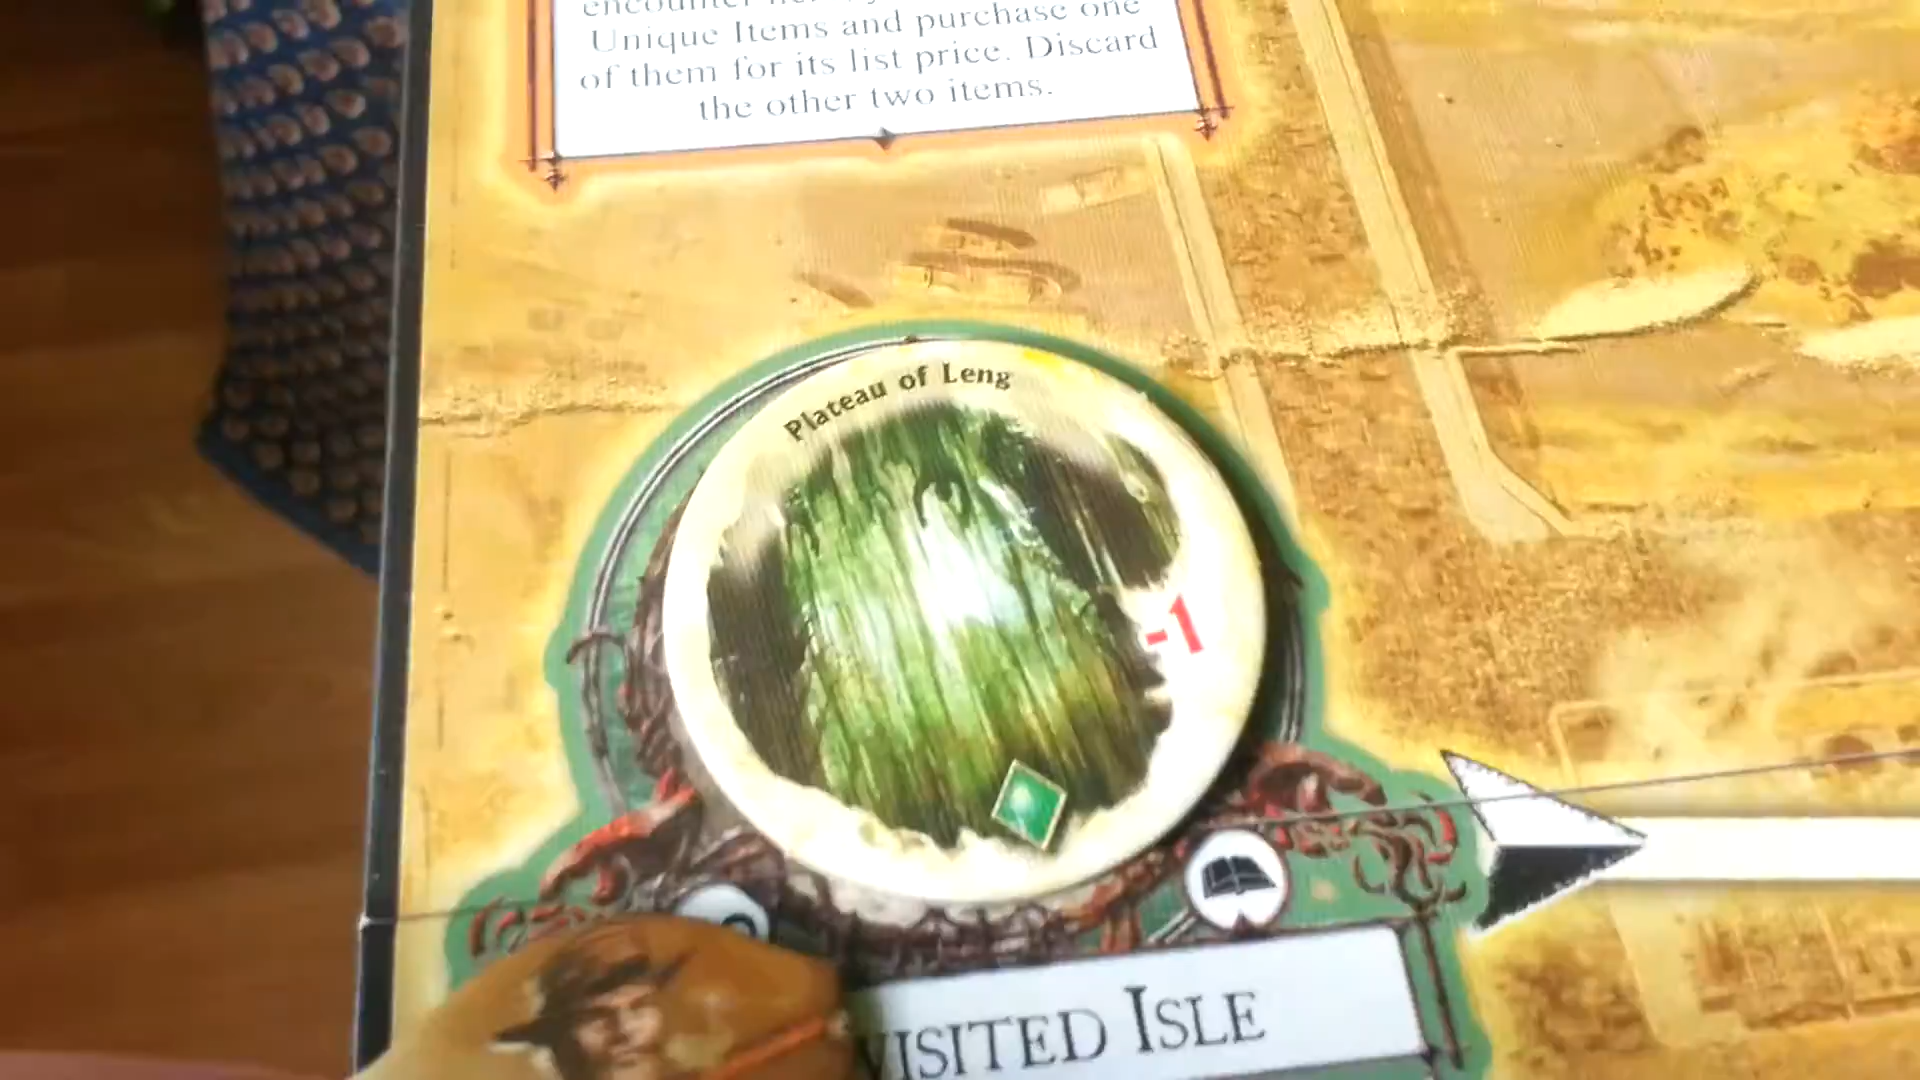 Unique Items and purchase one
of them for its list price. Discard
the other two items.
Plateau of Leng
-1
VISITED ISLE